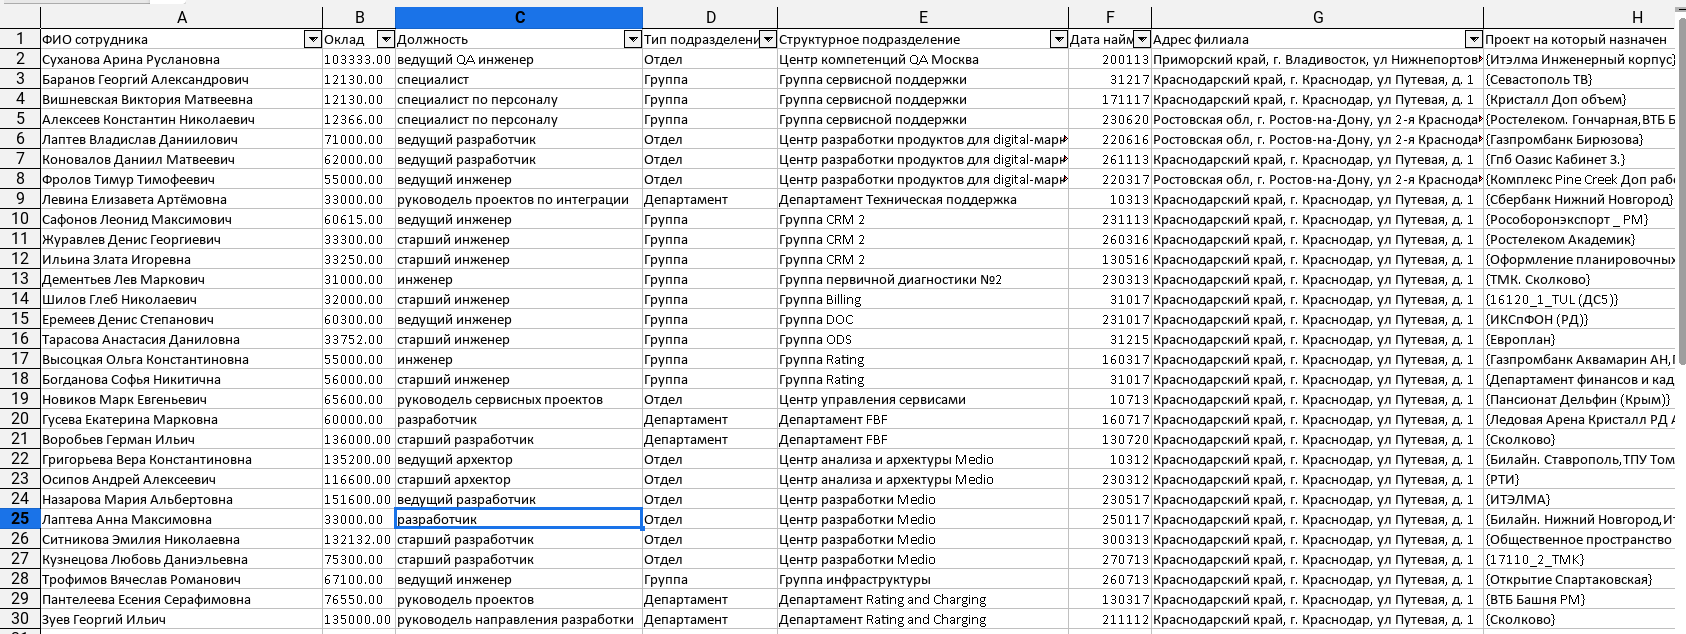 A B C D E F G H
1 ФИО сотрудника Оклад Должность Тип подразделени Структурное подразделение Дата найм Адрес филиала Проект на который назначен
2 Суханова Арина Руслановна 103333.00 ведущий QA инженер Отдел Центр компетенций QA Москва 200113 Приморский край, г. Владивосток, ул Нижнепортов {Итэлма Инженерный корпус}
3 Баранов Георгий Александрович 12130.00 специалист Группа Группа сервисной поддержки 31217 Краснодарский край, г. Краснодар, ул Путевая, д. 1 {Севастополь ТВ}
4 Вишневская Виктория Матвеевна 12130.00 специалист по персоналу Группа Группа сервисной поддержки 171117 Краснодарский край, г. Краснодар, ул Путевая, д. 1 {Кристалл Доп объем}
5 Алексеев Константин Николаевич 12366.00 специалист по персоналу Группа Группа сервисной поддержки 230620 Ростовская обл, г. Ростов-на-Дону, ул 2-я Краснода {Ростелеком. Гончарная,ВТБ Б
6 Лаптев Владислав Даниилович 71000.00 ведущий разработчик Отдел Центр разработки продуктов для digital-марк 220616 Ростовская обл, г. Ростов-на-Дону, ул 2-я Краснода {Газпромбанк Бирюзова}
7 Коновалов Даниил Матвеевич 62000.00 ведущий разработчик Отдел Центр разработки продуктов для digital-марк 261113 Краснодарский край, г. Краснодар, ул Путевая, д. 1 {Гпб Оазис Кабинет 3.}
8 Фролов Тимур Тимофеевич 55000.00 ведущий инженер Отдел Центр разработки продуктов для digital-марк 220317 Ростовская обл, г. Ростов-на-Дону, ул 2-я Краснода {Комплекс Pine Creek Доп рабо
9 Левина Елизавета Артёмовна 33000.00 руководель проектов по интеграции Департамент Департамент Техническая поддержка 10313 Краснодарский край, г. Краснодар, ул Путевая, д. 1 {Сбербанк Нижний Новгород}
10 Сафонов Леонид Максимович 60615.00 ведущий инженер Группа Группа CRM 2 231113 Краснодарский край, г. Краснодар, ул Путевая, д. 1 {Рособоронэкспорт _ РМ}
11 Журавлев Денис Георгиевич 33300.00 старший инженер Группа Группа CRM 2 260316 Краснодарский край, г. Краснодар, ул Путевая, д. 1 {Ростелеком Академик}
12 Ильина Злата Игоревна 33250.00 старший инженер Группа Группа CRM 2 130516 Краснодарский край, г. Краснодар, ул Путевая, д. 1 {Оформление планировочных
13 Дементьев Лев Маркович 31000.00 инженер Группа Группа первичной диагностики №2 230313 Краснодарский край, г. Краснодар, ул Путевая, д. 1 {ТМК. Сколково}
14 Шилов Глеб Николаевич 32000.00 старший инженер Группа Группа Billing 31017 Краснодарский край, г. Краснодар, ул Путевая, д. 1 {16120_1_TUL (ДС5)}
15 Еремеев Денис Степанович 60300.00 ведущий инженер Группа Группа DOC 231017 Краснодарский край, г. Краснодар, ул Путевая, д. 1 {ИКСпФОН (РД)}
16 Тарасова Анастасия Даниловна 33752.00 старший инженер Группа Группа ODS 31215 Краснодарский край, г. Краснодар, ул Путевая, д. 1 {Европлан}
17 Высоцкая Ольга Константиновна 55000.00 инженер Группа Группа Rating 160317 Краснодарский край, г. Краснодар, ул Путевая, д. 1 {Газпромбанк Аквамарин АН,
18 Богданова Софья Никитична 56000.00 старший инженер Группа Группа Rating 31017 Краснодарский край, г. Краснодар, ул Путевая, д. 1 {Департамент финансов и кад
19 Новиков Марк Евгеньевич 65600.00 руководель сервисных проектов Отдел Центр управления сервисами 10713 Краснодарский край, г. Краснодар, ул Путевая, д. 1 {Пансионат Дельфин (Крым)}
20 Гусева Екатерина Марковна 60000.00 разработчик Департамент Департамент FBF 160717 Краснодарский край, г. Краснодар, ул Путевая, д. 1 {Ледовая Арена Кристалл РД А
21 Воробьев Герман Ильич 136000.00 старший разработчик Департамент Департамент FBF 130720 Краснодарский край, г. Краснодар, ул Путевая, д. 1 {Сколково}
22 Григорьева Вера Константиновна 135200.00 ведущий архектор Отдел Центр анализа и архектуры Medio 10312 Краснодарский край, г. Краснодар, ул Путевая, д. 1 {Билайн. Ставрополь,ТПУ Том
23 Осипов Андрей Алексеевич 116600.00 старший архектор Отдел Центр анализа и архектуры Medio 230312 Краснодарский край, г. Краснодар, ул Путевая, д. 1 {РТИ}
24 Назарова Мария Альбертовна 151600.00 ведущий разработчик Отдел Центр разработки Medio 230517 Краснодарский край, г. Краснодар, ул Путевая, д. 1 {ИТЭЛМА}
25 Лаптева Анна Максимовна 33000.00 разработчик Отдел Центр разработки Medio 250117 Краснодарский край, г. Краснодар, ул Путевая, д. 1 {Билайн. Нижний Новгород,Ит
26 Ситникова Эмилия Николаевна 132132.00 старший разработчик Отдел Центр разработки Medio 300313 Краснодарский край, г. Краснодар, ул Путевая, д. 1 {Общественное пространство
27 Кузнецова Любовь Даниэльевна 75300.00 старший разработчик Отдел Центр разработки Medio 270713 Краснодарский край, г. Краснодар, ул Путевая, д. 1 {17110_2_TMK}
28 Трофимов Вячеслав Романович 67100.00 ведущий инженер Группа Группа инфраструктуры 260713 Краснодарский край, г. Краснодар, ул Путевая, д. 1 {Открытие Спартаковская}
29 Пантелеева Есения Серафимовна 76550.00 руководель проектов Департамент Департамент Rating and Charging 130317 Краснодарский край, г. Краснодар, ул Путевая, д. 1 {ВТБ Башня РМ}
30 Зуев Георгий Ильич 135000.00 руководель направления разработки Департамент Департамент Rating and Charging 211112 Краснодарский край, г. Краснодар, ул Путевая, д. 1 {Сколково}